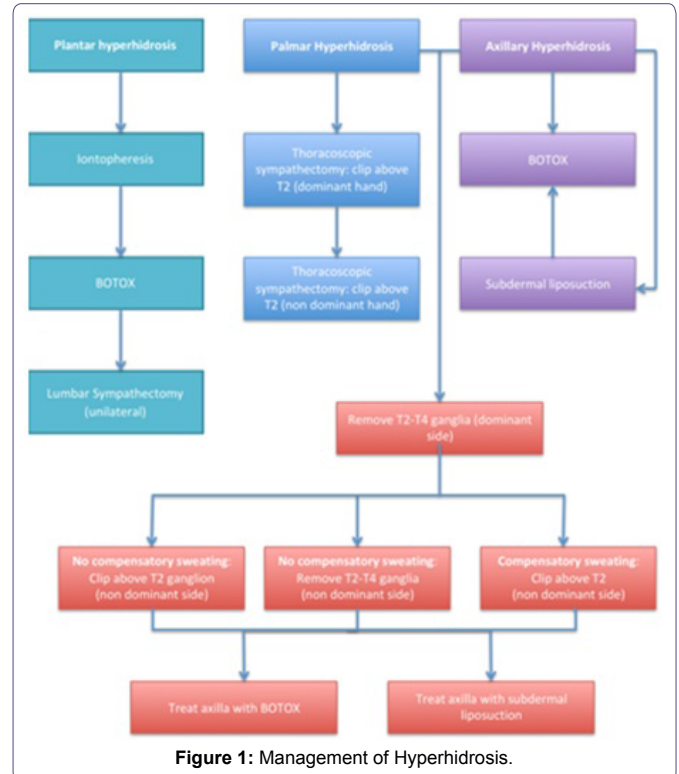 Plantar hyperhidrosis
Palmar Hyperhidrosis
Axillary Hyperhidrosis
Iontopheresis
Thoracoscopic
sympathectomy: clip above
T2 (dominant hand)
BOTOX
BOTOX
Thoracoscopic
sympathectomy: clip above
T2 (non dominant hand)
Subdermal liposuction
Lumbar Sympathectomy
(unilateral)
Remove T2-T4 ganglia (dominant
side)
No compensatory sweating:
Clip above T2 ganglion
(non dominant side)
No compensatory sweating:
Remove T2-T4 ganglia
(non dominant side)
Compensatory sweating:
Clip above T2
(non dominant side)
Treat axilla with BOTOX
Treat axilla with subdermal
liposuction
Figure 1: Management of Hyperhidrosis.